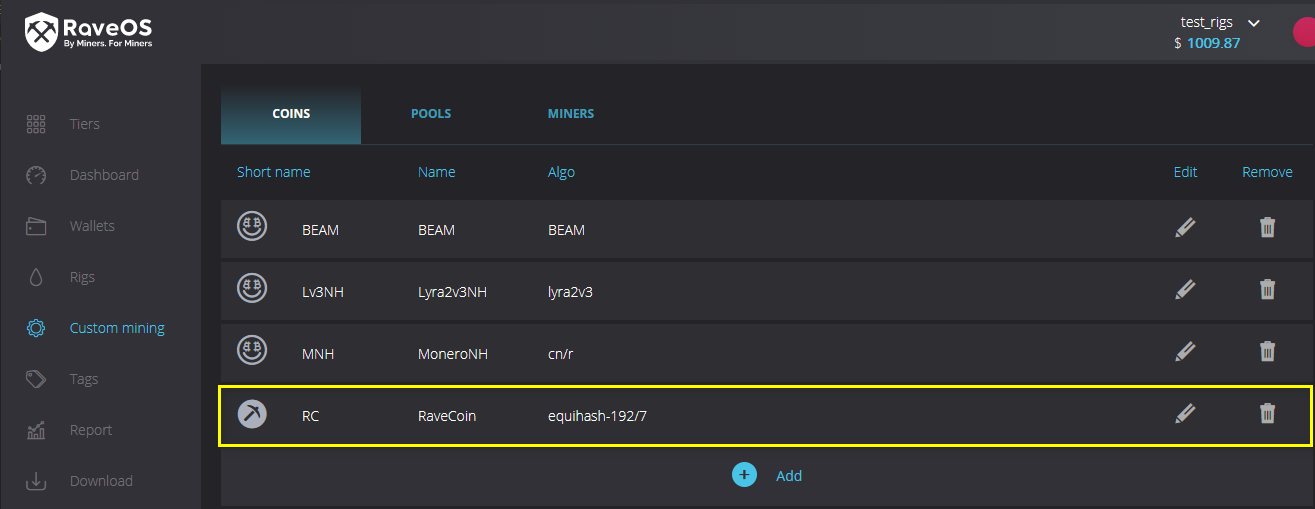 RaveOS
By Miners. For Miners
test_rigs
$ 1009.87
Tiers
Dashboard
Wallets
Rigs
Custom mining
Tags
Report
Download
COINS POOLS MINERS
Short name Name Algo Edit Remove
BEAM BEAM BEAM
Lv3NH Lyra2v3NH lyra2v3
MNH MoneroNH cn/r
RC RaveCoin equihash-192/7
+ Add